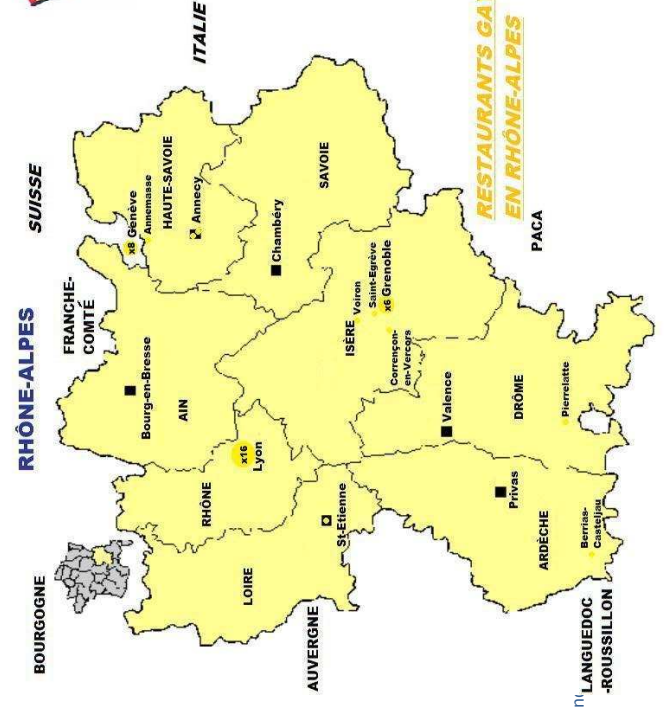 RHÔNE-ALPES
BOURGOGNE
FRANCHE-
COMTÉ
SUISSE
ITALIE
AUVERGNE
LANGUEDOC
-ROUSSILLON
PACA
RESTAURANTS GAY
EN RHÔNE-ALPES
Bourg-en-Bresse
AIN
x8 Genève
Annemasse
HAUTE-SAVOIE
Annecy
RHÔNE
x16
Lyon
LOIRE
St-Etienne
Chambéry
SAVOIE
ISÈRE
Voiron
Saint-Egrève
x6 Grenoble
Corrençon-
en-Vercors
Valence
DRÔME
Pierrelatte
Privas
ARDÈCHE
Berrias-
Casteljau